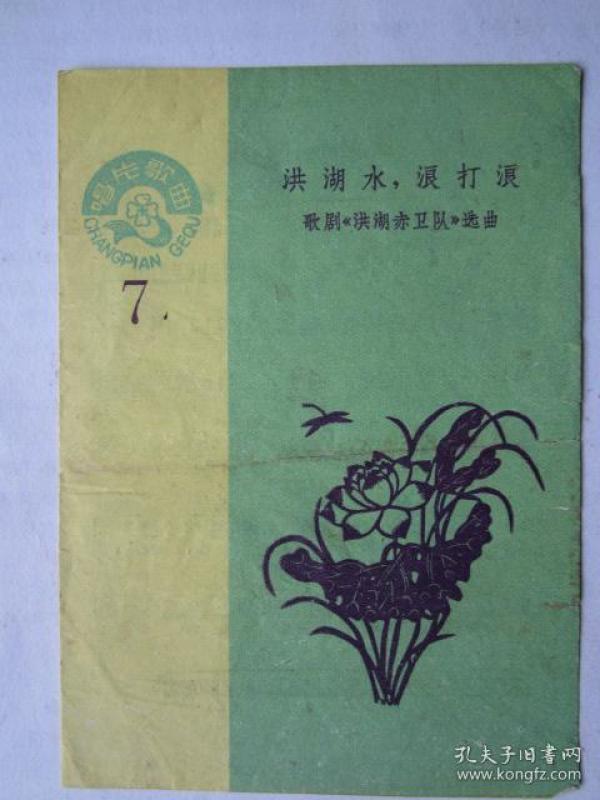 唱片歌曲
CHANGPIAN GEQU
7.
洪湖水，浪打浪
歌剧《洪湖赤卫队》选曲
孔夫子旧书网
www.kongfz.com